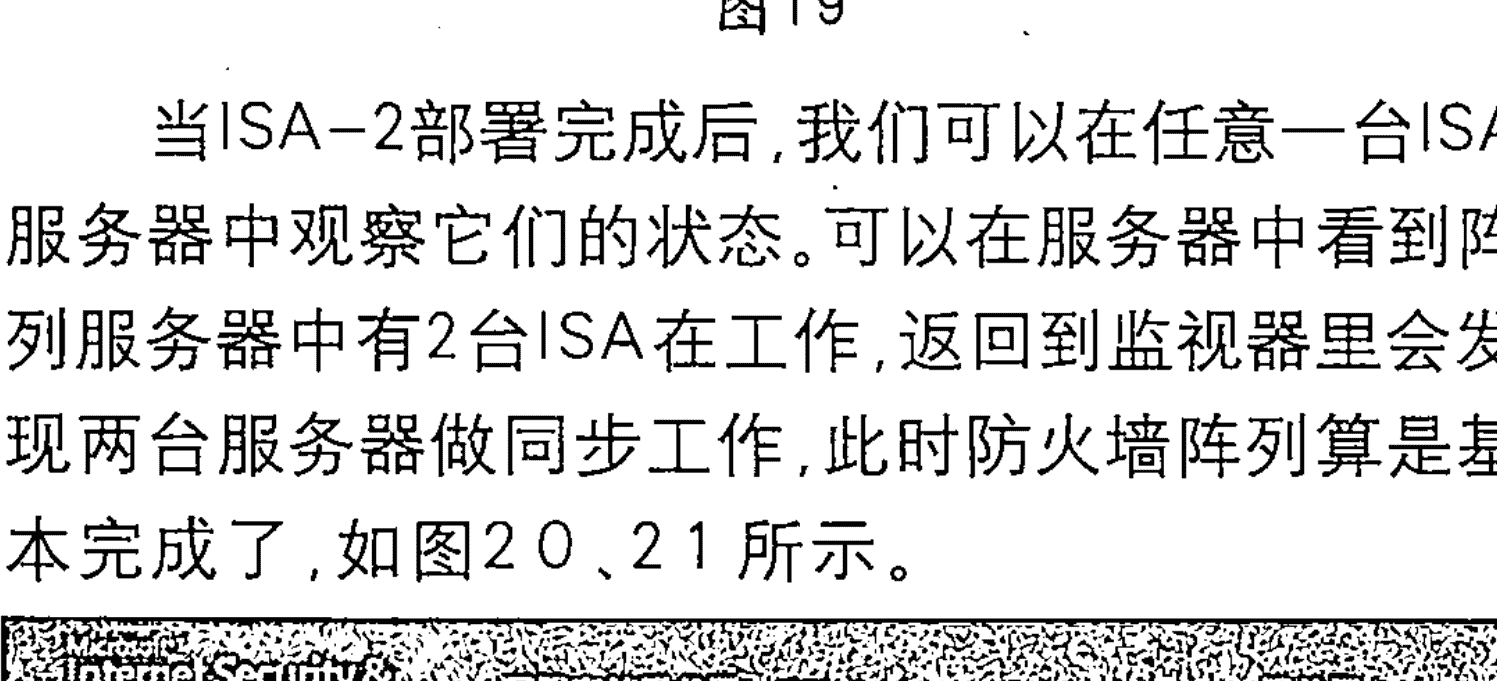 图19
当ISA-2部署完成后,我们可以在任意一台ISA
服务器中观察它们的状态。可以在服务器中看到阵
列服务器中有2台ISA在工作,返回到监视器里会发
现两台服务器做同步工作,此时防火墙阵列算是基
本完成了,如图20、21所示。
Microsoft
Internet Security &